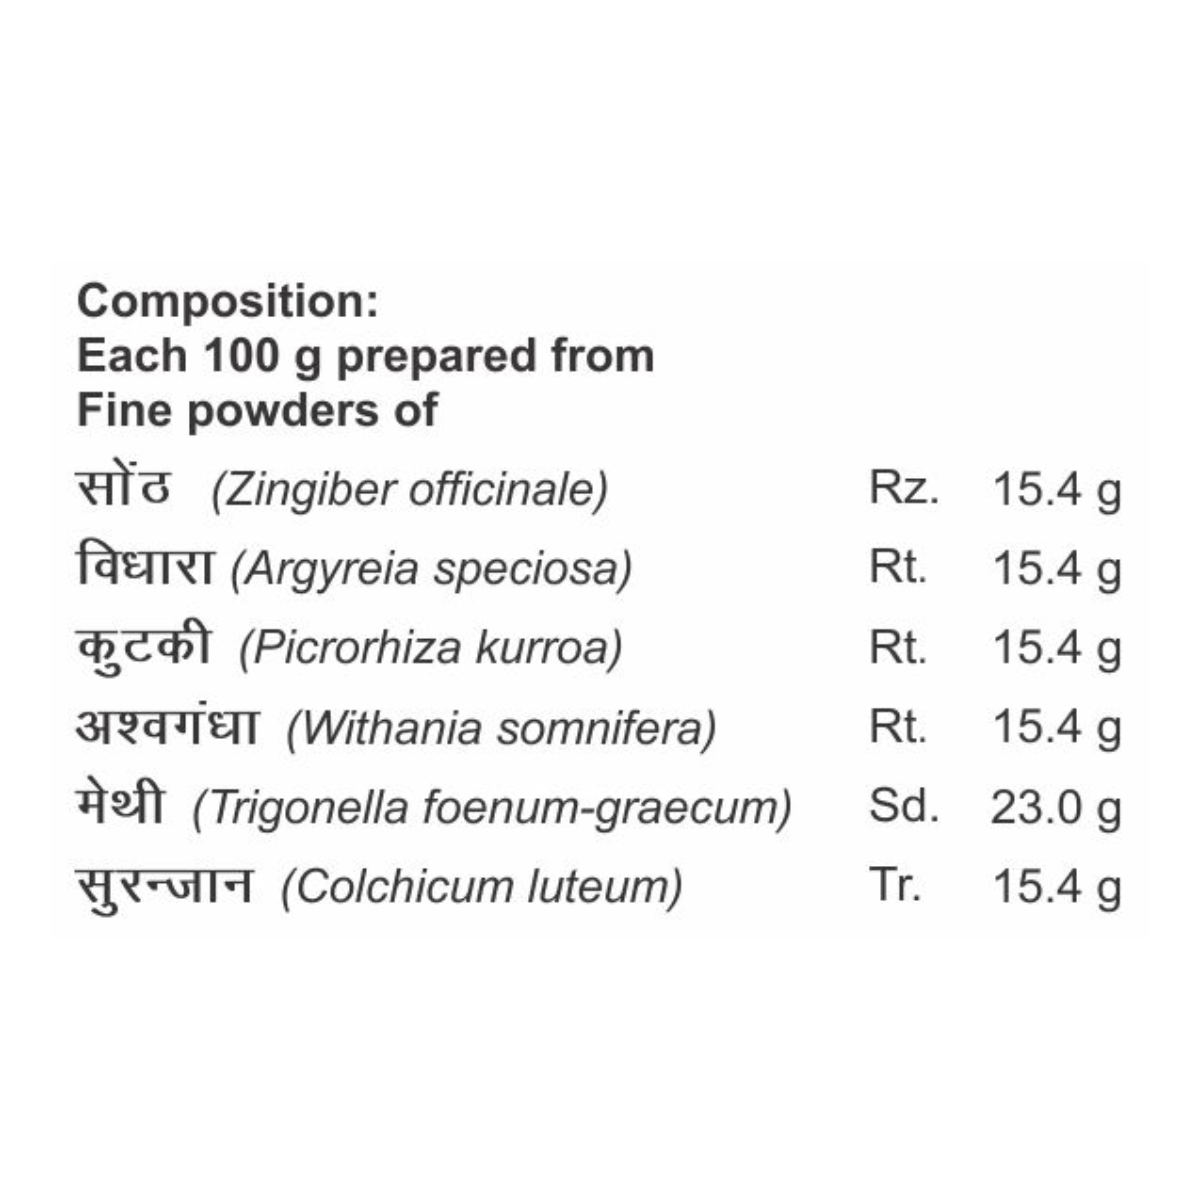 Composition:
Each 100 g prepared from
Fine powders of
सोंठ (Zingiber officinale) Rz. 15.4 g
विधारा (Argyreia speciosa) Rt. 15.4 g
कुटकी (Picrorhiza kurroa) Rt. 15.4 g
अश्वगंधा (Withania somnifera) Rt. 15.4 g
मेथी (Trigonella foenum-graecum) Sd. 23.0 g
सुरन्जान (Colchicum luteum) Tr. 15.4 g